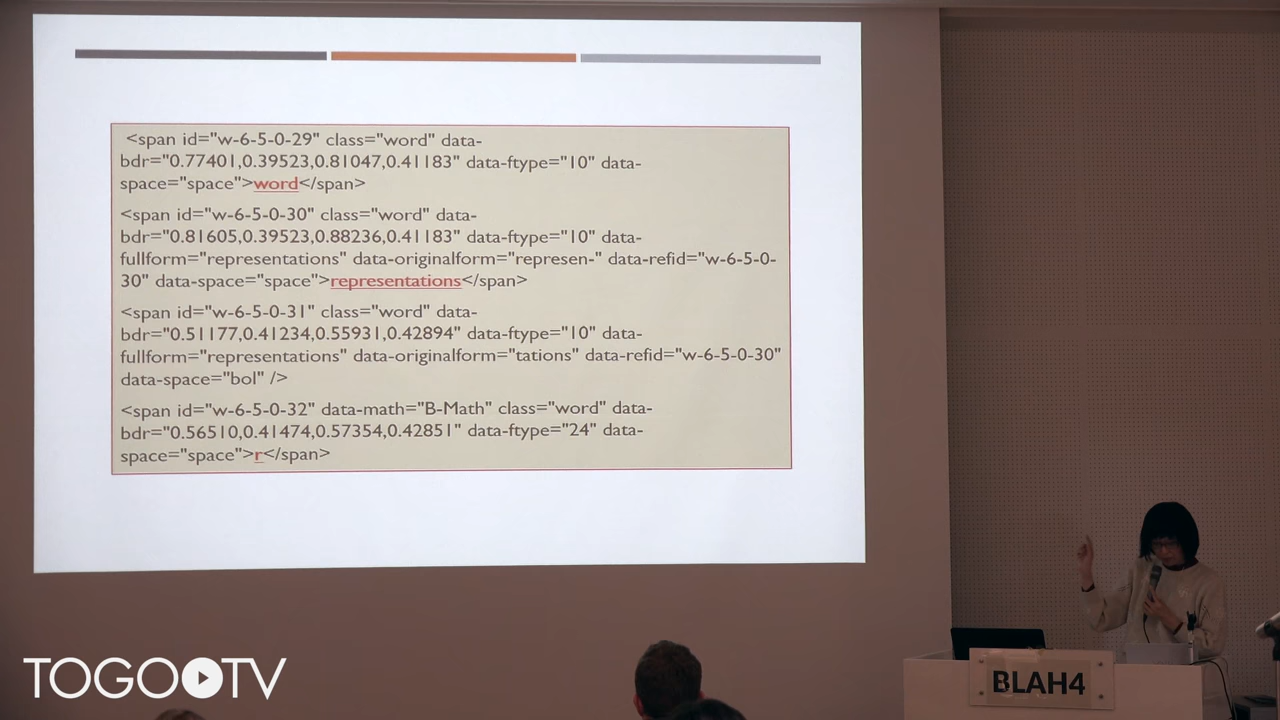 <span id="w-6-5-0-29" class="word" data-
bdr="0.77401,0.39523,0.81047,0.41183" data-ftype="10" data-
space="space">word</span>
<span id="w-6-5-0-30" class="word" data-
bdr="0.81605,0.39523,0.88236,0.41183" data-ftype="10" data-
fullform="representations" data-originalform="represen-" data-refid="w-6-5-0-
30" data-space="space">representations</span>
<span id="w-6-5-0-31" class="word" data-
bdr="0.51177,0.41234,0.55931,0.42894" data-ftype="10" data-
fullform="representations" data-originalform="tations" data-refid="w-6-5-0-30"
data-space="bol" />
<span id="w-6-5-0-32" data-math="B-Math" class="word" data-
bdr="0.56510,0.41474,0.57354,0.42851" data-ftype="24" data-
space="space">r</span>
BLAH4
TOGOTV